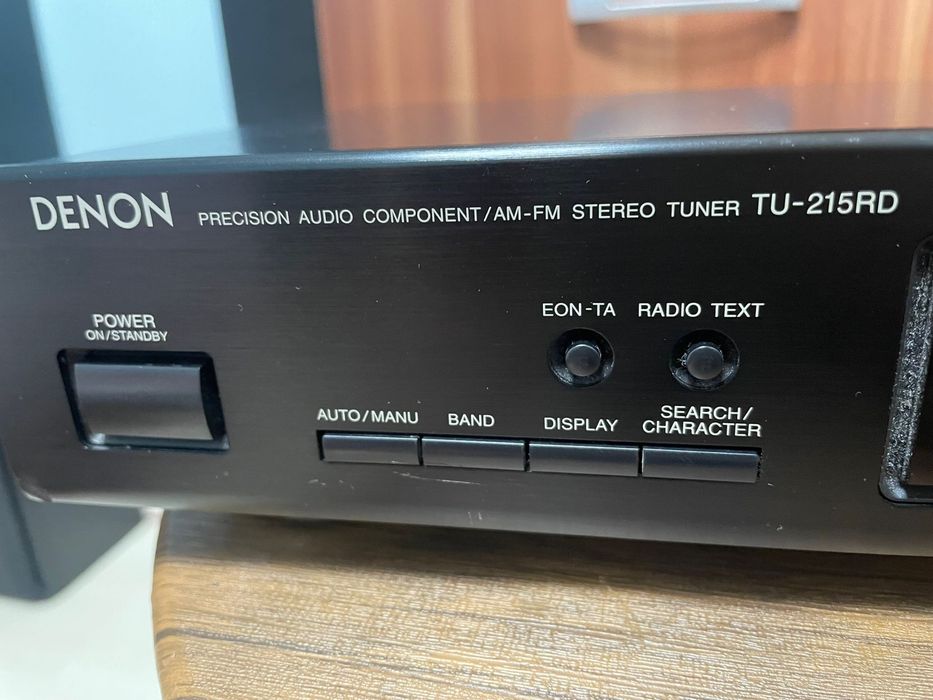 DENON PRECISION AUDIO COMPONENT/AM-FM STEREO TUNER TU-215RD
POWER
ON/STANDBY
EON-TA RADIO TEXT
AUTO/MANU BAND DISPLAY SEARCH/
CHARACTER